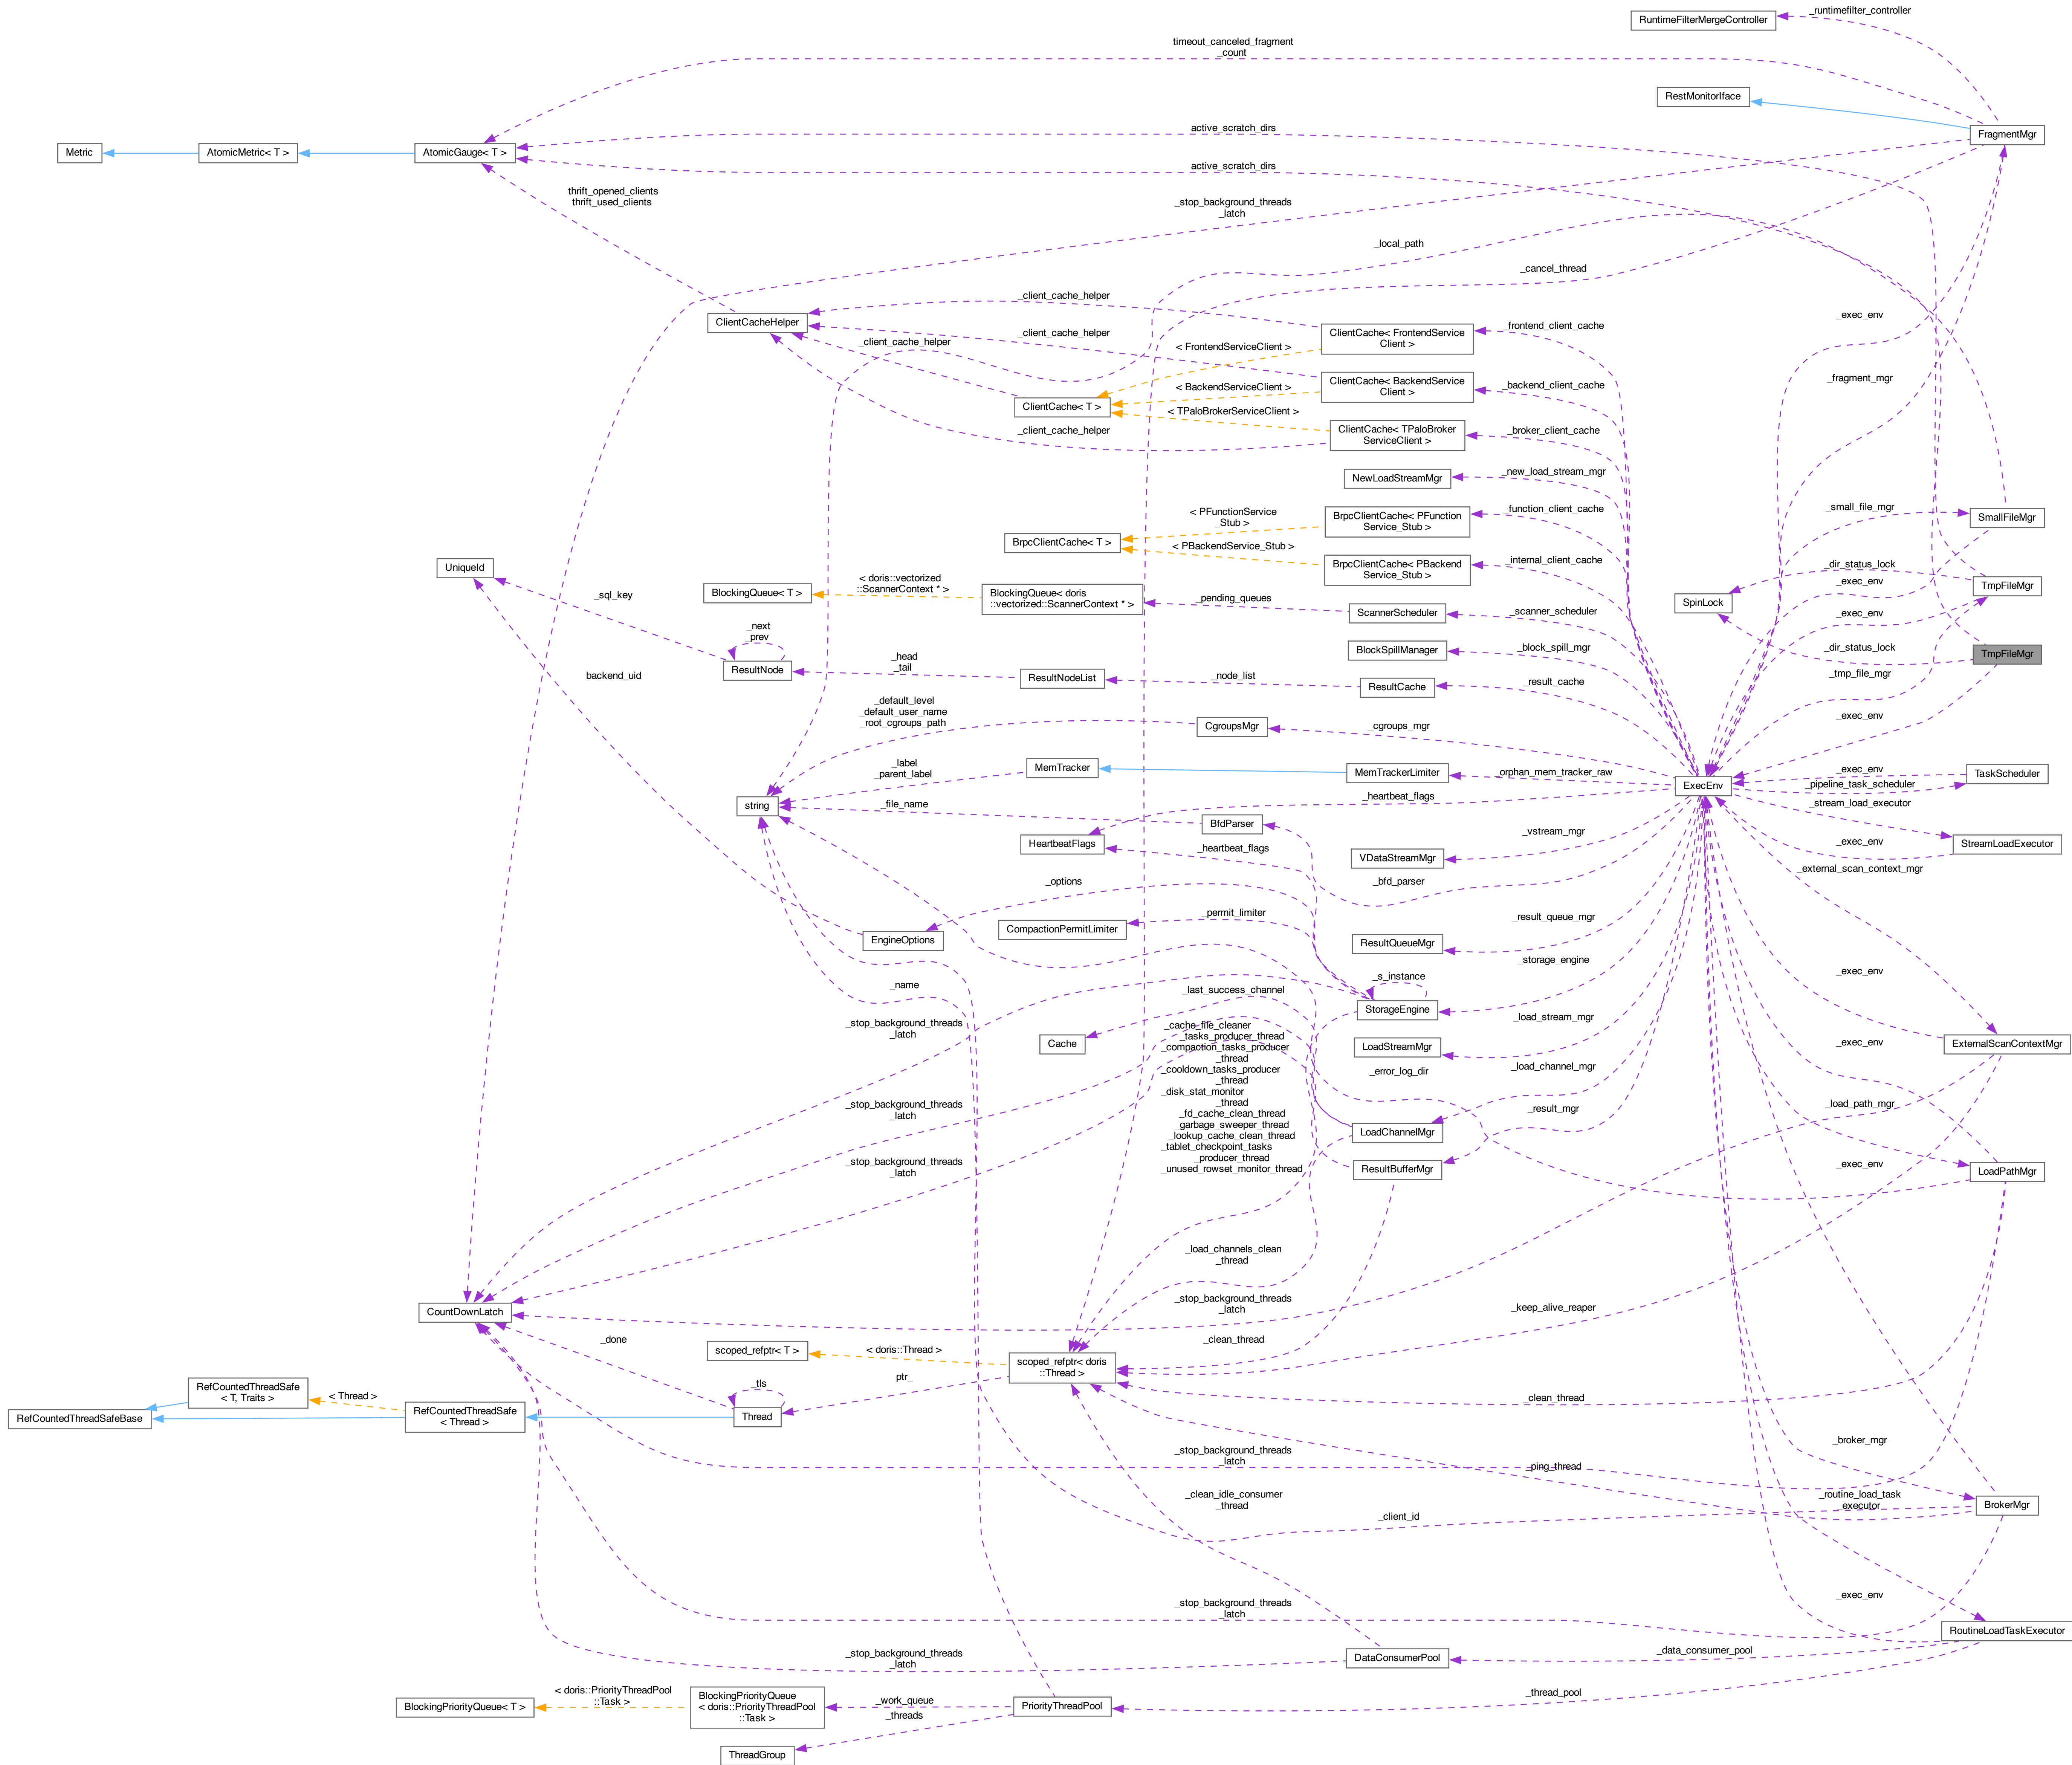 _runtimefilter_controller
RuntimeFilterMergeController
timeout_canceled_fragment
_count
RestMonitorIface
FragmentMgr
active_scratch_dirs
Metric
AtomicMetric< T >
AtomicGauge< T >
active_scratch_dirs
thrift_opened_clients
thrift_used_clients
_stop_background_threads
_latch
_local_path
_cancel_thread
_client_cache_helper
_exec_env
ClientCacheHelper
_client_cache_helper
ClientCache< FrontendService
Client >
_frontend_client_cache
_client_cache_helper
< FrontendServiceClient >
_fragment_mgr
ClientCache< BackendService
Client >
_backend_client_cache
< BackendServiceClient >
ClientCache< T >
< TPaloBrokerServiceClient >
_client_cache_helper
ClientCache< TPaloBroker
ServiceClient >
_broker_client_cache
NewLoadStreamMgr
_new_load_stream_mgr
< PFunctionService
_Stub >
BrpcClientCache< PFunction
Service_Stub >
_function_client_cache
_small_file_mgr
SmallFileMgr
BrpcClientCache< T >
< PBackendService_Stub >
BrpcClientCache< PBackend
Service_Stub >
_internal_client_cache
UniqueId
_dir_status_lock
_exec_env
TmpFileMgr
BlockingQueue< T >
< doris::vectorized
::ScannerContext * >
BlockingQueue< doris
::vectorized::ScannerContext * >
_pending_queues
ScannerScheduler
_scanner_scheduler
SpinLock
_exec_env
_sql_key
_next
_prev
ResultNode
backend_uid
_head
_tail
ResultNodeList
_node_list
BlockSpillManager
_block_spill_mgr
ResultCache
_result_cache
_dir_status_lock
TmpFileMgr
_tmp_file_mgr
_default_level
_default_user_name
_root_cgroups_path
CgroupsMgr
_cgroups_mgr
_exec_env
_label
_parent_label
MemTracker
MemTrackerLimiter
_orphan_mem_tracker_raw
ExecEnv
_exec_env
_pipeline_task_scheduler
TaskScheduler
string
_file_name
BfdParser
_heartbeat_flags
_stream_load_executor
HeartbeatFlags
_heartbeat_flags
_vstream_mgr
VDataStreamMgr
_exec_env
StreamLoadExecutor
_options
_bfd_parser
_external_scan_context_mgr
EngineOptions
CompactionPermitLimiter
_permit_limiter
_result_queue_mgr
ResultQueueMgr
_storage_engine
_name
_s_instance
_exec_env
_last_success_channel
StorageEngine
_stop_background_threads
_latch
Cache
_load_stream_mgr
LoadStreamMgr
_exec_env
ExternalScanContextMgr
_cache_file_cleaner
_tasks_producer_thread
_compaction_tasks_producer
_thread
_cooldown_tasks_producer
_thread
_disk_stat_monitor
_thread
_fd_cache_clean_thread
_garbage_sweeper_thread
_lookup_cache_clean_thread
_tablet_checkpoint_tasks
_producer_thread
_unused_rowset_monitor_thread
_error_log_dir
_load_channel_mgr
_stop_background_threads
_latch
_load_path_mgr
_result_mgr
LoadChannelMgr
_stop_background_threads
_latch
ResultBufferMgr
_exec_env
LoadPathMgr
_load_channels_clean
_thread
_stop_background_threads
_latch
_keep_alive_reaper
CountDownLatch
_done
_clean_thread
scoped_refptr< T >
< doris::Thread >
scoped_refptr< doris
::Thread >
ptr_
_tls
_clean_thread
RefCountedThreadSafe
< T, Traits >
< Thread >
RefCountedThreadSafeBase
RefCountedThreadSafe
< Thread >
Thread
_stop_background_threads
_latch
_broker_mgr
_ping_thread
_clean_idle_consumer
_thread
_routine_load_task
_executor
_client_id
BrokerMgr
_stop_background_threads
_latch
_exec_env
RoutineLoadTaskExecutor
_stop_background_threads
_latch
DataConsumerPool
_data_consumer_pool
BlockingPriorityQueue< T >
< doris::PriorityThreadPool
::Task >
BlockingPriorityQueue
< doris::PriorityThreadPool
::Task >
_work_queue
_threads
PriorityThreadPool
_thread_pool
ThreadGroup